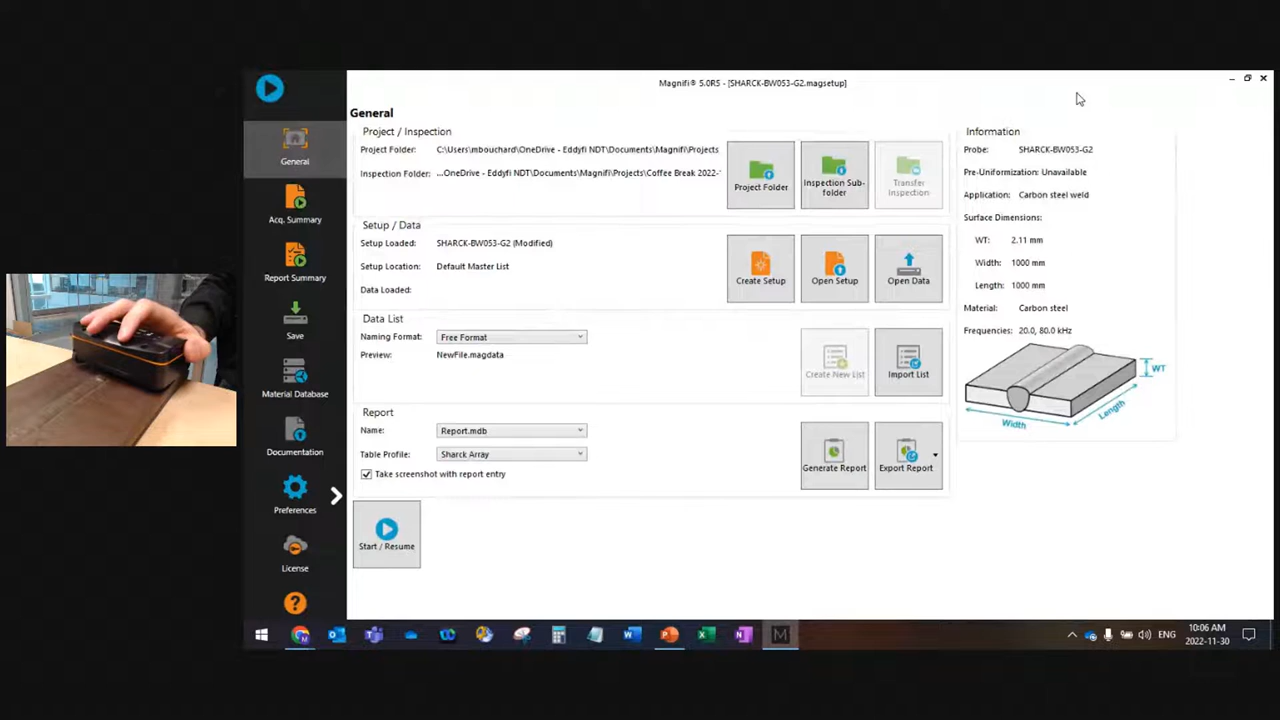 Magnifi® 5.0R5 - [SHARCK-BW053-G2.magsetup]
General
Acq. Summary
Report Summary
Save
Material Database
Documentation
Preferences
License
General
Project / Inspection
Project Folder: C:\Users\mbouchard\OneDrive - Eddyfi NDT\Documents\Magnifi\Projects
Inspection Folder: ...OneDrive - Eddyfi NDT\Documents\Magnifi\Projects\Coffee Break 2022-
Project Folder
Inspection Sub-
folder
Transfer
Inspection
Setup / Data
Setup Loaded: SHARCK-BW053-G2 (Modified)
Setup Location: Default Master List
Data Loaded:
Create Setup
Open Setup
Open Data
Data List
Naming Format: Free Format
Preview: NewFile.magdata
Create New List
Import List
Report
Name: Report.mdb
Table Profile: Sharck Array
Take screenshot with report entry
Generate Report
Export Report
Start / Resume
Information
Probe: SHARCK-BW053-G2
Pre-Uniformization: Unavailable
Application: Carbon steel weld
Surface Dimensions:
WT: 2.11 mm
Width: 1000 mm
Length: 1000 mm
Material: Carbon steel
Frequencies: 20.0, 80.0 kHz
WT
Length
Width
ENG
10:06 AM
2022-11-30